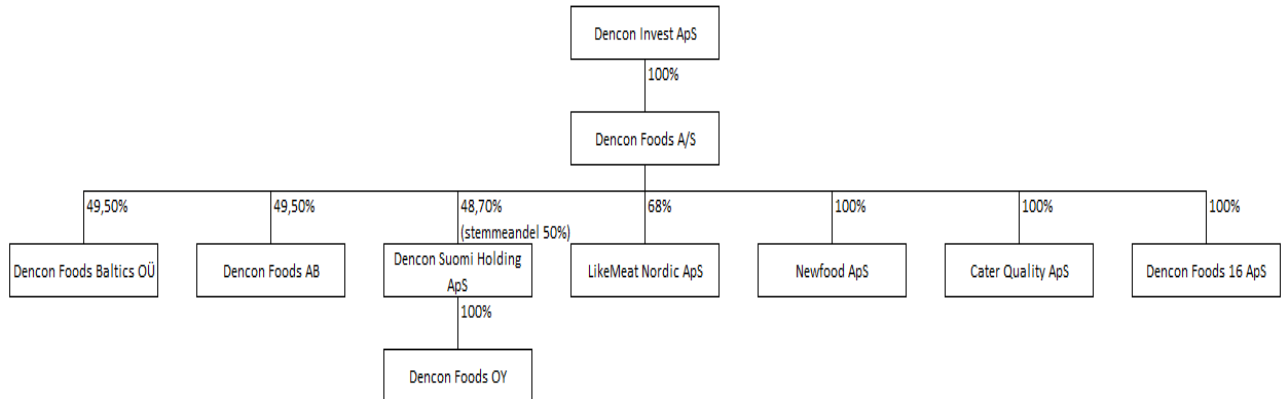 Dencon Invest ApS
100%
Dencon Foods A/S
49,50%
49,50%
48,70%
(stemmeandel 50%)
68%
100%
100%
100%
Dencon Foods Baltics OÜ
Dencon Foods AB
Dencon Suomi Holding
ApS
LikeMeat Nordic ApS
Newfood ApS
Cater Quality ApS
Dencon Foods 16 ApS
100%
Dencon Foods OY